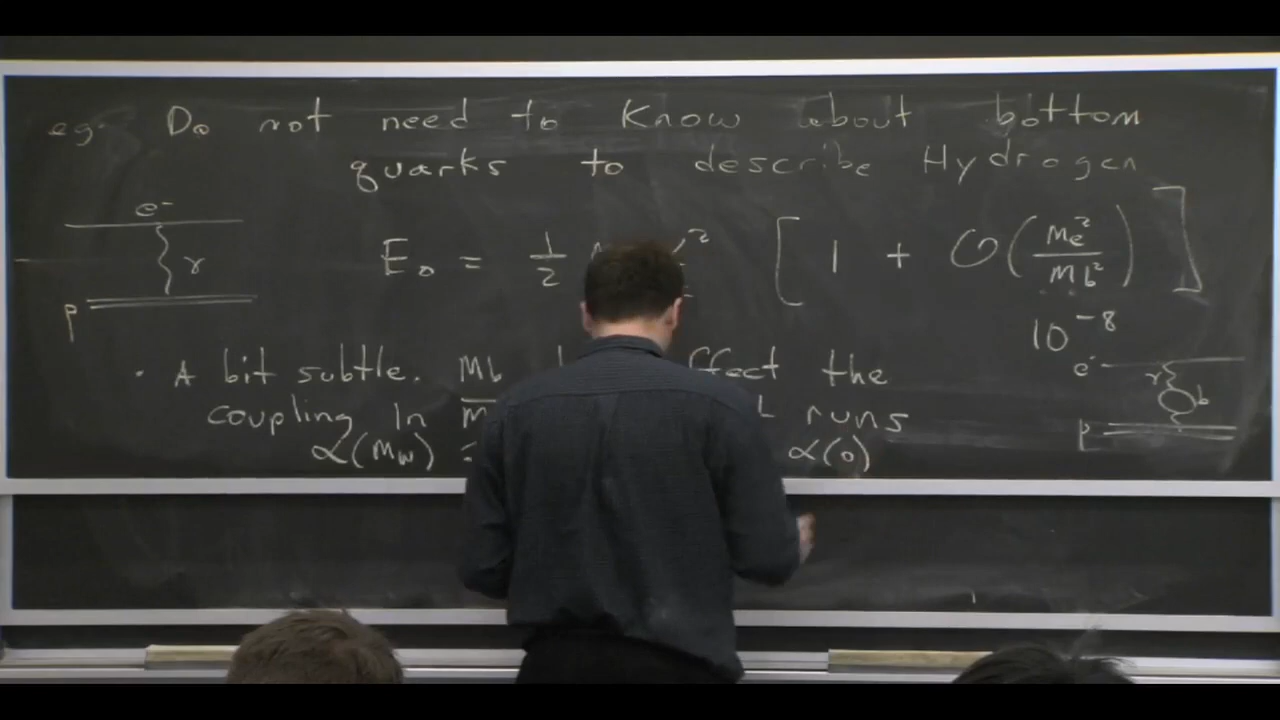 eg. Do not need to know about bottom
quarks to describe Hydrogen
e⁻
γ
p
E₀ = 1/2 α² [ 1 + O(me²/mb²) ]
10⁻⁸
• A bit subtle. Mb the
coupling in runs
α(Mw) α(0)
e⁻
γ b
p